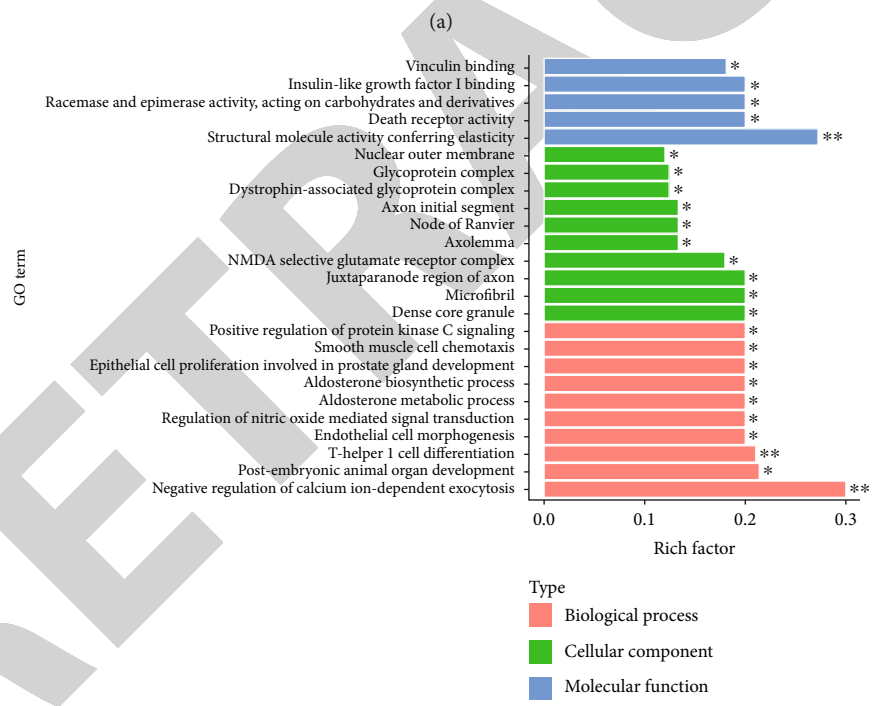 (a)
GO term
Vinculin binding *
Insulin-like growth factor I binding *
Racemase and epimerase activity, acting on carbohydrates and derivatives *
Death receptor activity *
Structural molecule activity conferring elasticity **
Nuclear outer membrane *
Glycoprotein complex *
Dystrophin-associated glycoprotein complex *
Axon initial segment *
Node of Ranvier *
Axolemma *
NMDA selective glutamate receptor complex *
Juxtaparanode region of axon *
Microfibril *
Dense core granule *
Positive regulation of protein kinase C signaling *
Smooth muscle cell chemotaxis *
Epithelial cell proliferation involved in prostate gland development *
Aldosterone biosynthetic process *
Aldosterone metabolic process *
Regulation of nitric oxide mediated signal transduction *
Endothelial cell morphogenesis *
T-helper 1 cell differentiation **
Post-embryonic animal organ development *
Negative regulation of calcium ion-dependent exocytosis **
0.0 0.1 0.2 0.3
Rich factor
Type
Biological process
Cellular component
Molecular function